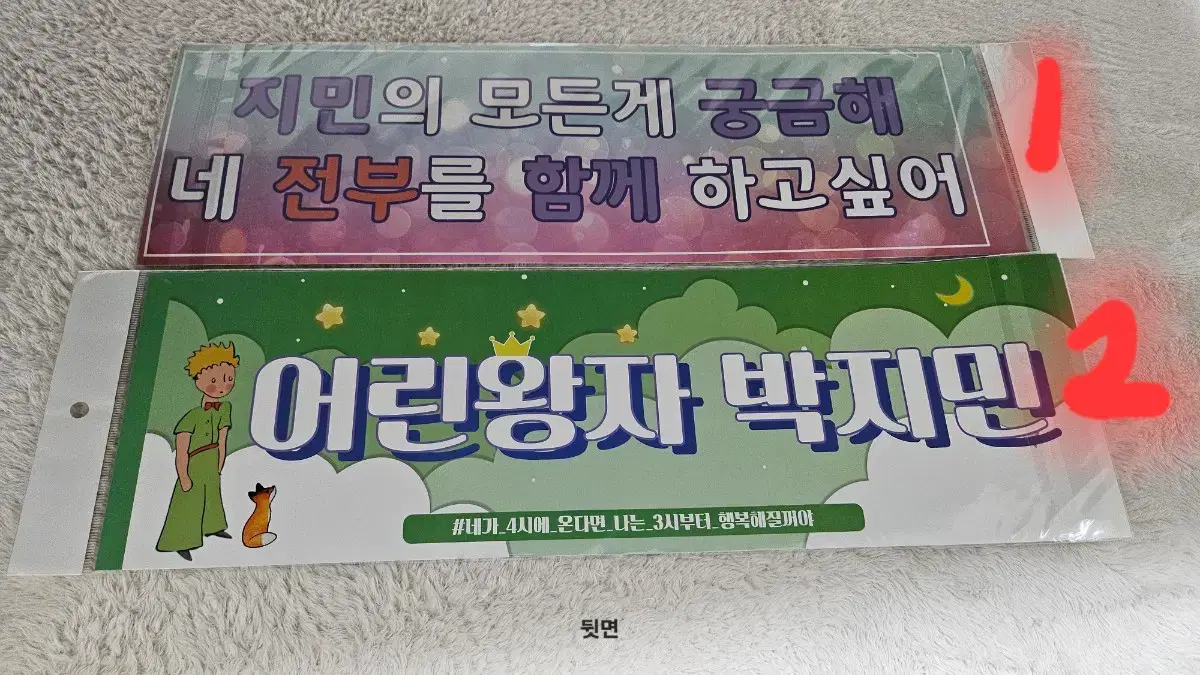 지민의 모든게 궁금해
네 전부를 함께 하고싶어
1
어린왕자 박지민
2
#네가_4시에_온다면_나는_3시부터_행복해질꺼야
뒷면